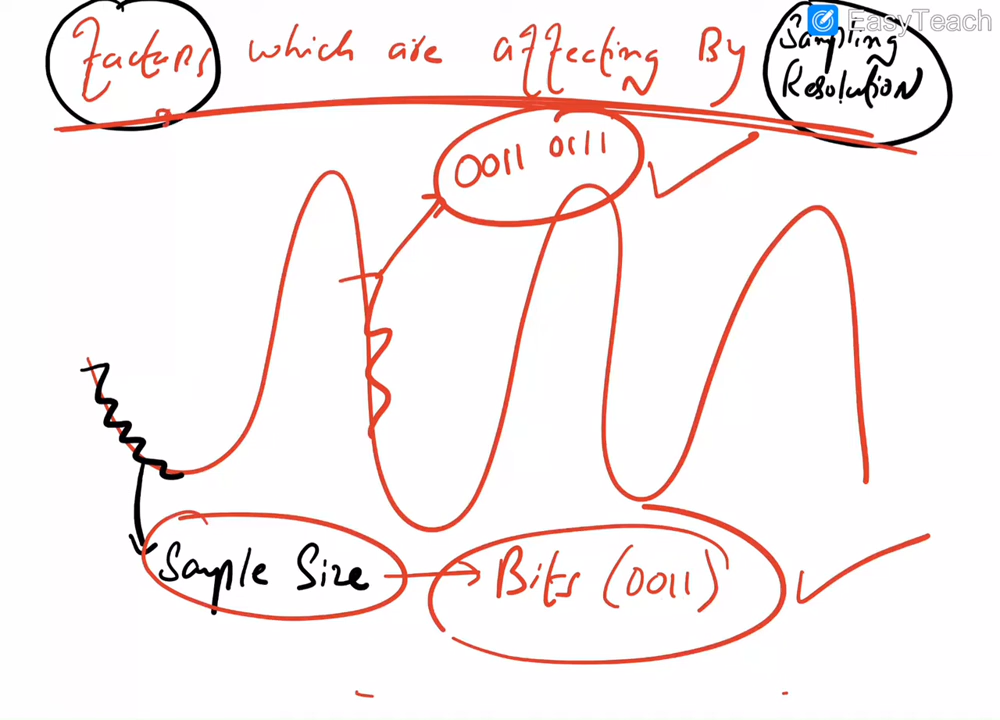 EasyTeach
Factors which are affecting By Sampling
Resolution
0011 0111
Sample Size Bits (0011)